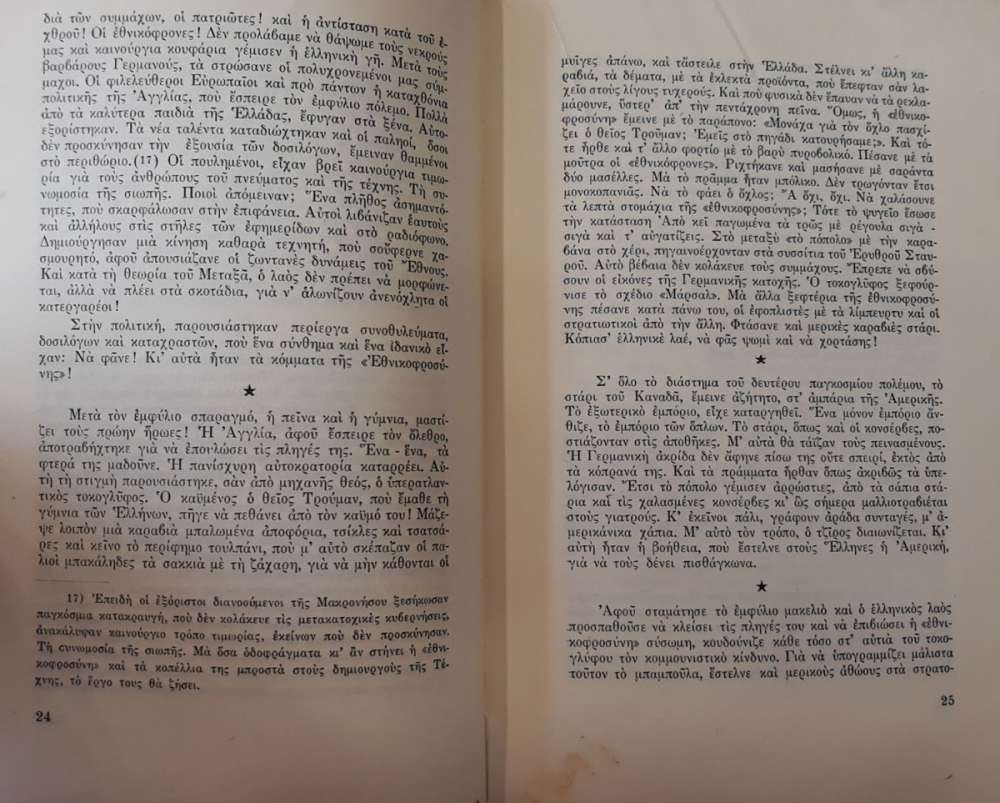 διὰ τῶν συμμάχων, οἱ πατριῶτες! καὶ ἡ ἀντίσταση κατὰ τοῦ ἐ-
χθροῦ! Οἱ ἐθνικόφρονες! Δὲν προλάβαμε νὰ θάψωμε τοὺς νεκρούς
μας καὶ καινούργια κουφάρια γέμισεν ἡ ἑλληνικὴ γῆ. Μετὰ τοὺς
βαρβάρους Γερμανούς, τὰ στρώσανε οἱ πολυχρονεμένοι μας σύμ-
μαχοι. Οἱ φιλελεύθεροι Εὐρωπαῖοι καὶ πρὸ πάντων ἡ καταχθόνια
πολιτικὴ τῆς Ἀγγλίας, ποὺ ἔσπειρε τὸν ἐμφύλιο πόλεμο. Πολλὰ
ἀπὸ τὰ καλύτερα παιδιὰ τῆς Ἑλλάδας, ἔφυγαν στὰ ξένα. Αὐτο-
εξορίστηκαν. Τὰ νέα ταλέντα καταδιώχτηκαν καὶ οἱ παληοί, ὅσοι
δὲν προσκύνησαν τὴν ἐξουσία τῶν δοσιλόγων, ἔμειναν θαμμένοι
στὸ περιθώριο.(17) Οἱ πουλημένοι, εἶχαν βρεῖ καινούργια τιμω-
ρία γιὰ τοὺς ἀνθρώπους τοῦ πνεύματος καὶ τῆς τέχνης. Τὴ συ-
νωμοσία τῆς σιωπῆς. Ποιοὶ ἀπόμειναν; Ἕνα πλῆθος ἀσημαντό-
τητες, ποὺ σκαρφάλωσαν στὴν ἐπιφάνεια. Αὐτοὶ λιβάνιζαν ἑαυτοὺς
καὶ ἀλλήλους στὶς στῆλες τῶν ἐφημερίδων καὶ στὸ ραδιόφωνο.
Δημιούργησαν μιὰ κίνηση καθαρὰ τεχνητή, ποὺ σοὔφερνε χα-
σμουρητό, ἀφοῦ ἀπουσιάζανε οἱ ζωντανὲς δυνάμεις τοῦ Ἔθνους.
Καὶ κατὰ τὴ θεωρία τοῦ Μεταξᾶ, ὁ λαὸς δὲν πρέπει νὰ μορφώνε-
ται, ἀλλὰ νὰ πλέει στὰ σκοτάδια, γιὰ ν' ἁλωνίζουν ἀνενόχλητα οἱ
κατεργαρέοι!
Στὴν πολιτική, παρουσιάστηκαν περίεργα συνοθυλεύματα,
δοσιλόγων καὶ καταχραστῶν, ποὺ ἕνα σύνθημα καὶ ἕνα ἰδανικὸ εἴ-
χαν: Νὰ φᾶνε! Κι' αὐτὰ ἦταν τὰ κόμματα τῆς «Ἐθνικοφροσύ-
νης»!
★
Μετὰ τὸν ἐμφύλιο σπαραγμό, ἡ πεῖνα καὶ ἡ γύμνια, μαστί-
ζει τοὺς πρώην ἥρωες! Ἡ Ἀγγλία, ἀφοῦ ἔσπειρε τὸν ὄλεθρο,
ἀποτραβήχτηκε γιὰ νὰ ἐπουλώσει τὶς πληγές της. Ἕνα - ἕνα, τὰ
φτερά της μαδοῦνε. Ἡ πανίσχυρη αὐτοκρατορία καταρρέει. Αὐ-
τὴ τὴ στιγμὴ παρουσιάστηκε, σὰν ἀπὸ μηχανῆς θεός, ὁ ὑπερατλαν-
τικὸς τοκογλύφος. Ὁ καϋμένος ὁ θεῖος Τρούμαν, ποὺ ἔμαθε τὴ
γύμνια τῶν Ἑλλήνων, πῆγε νὰ πεθάνει ἀπὸ τὸν καϋμό του! Μάζε-
ψε λοιπὸν μιὰ καραβιὰ μπαλωμένα ἀποφόρια, τσίκλες καὶ τσατσά-
ρες καὶ κεῖνο τὸ περίφημο τουλπάνι, ποὺ μ' αὐτὸ σκέπαζαν οἱ πα-
λιοὶ μπακάληδες τὰ σακκιὰ μὲ τὴ ζάχαρη, γιὰ νὰ μὴν κάθονται οἱ
17) Ἐπειδὴ οἱ ἐξόριστοι διανοούμενοι τῆς Μακρονήσου ξεσήκωσαν
παγκόσμια κατακραυγή, ποὺ δὲν κολάκευε τὶς μετακατοχικὲς κυβερνήσεις,
ἀνακάλυψαν καινούργιο τρόπο τιμωρίας, ἐκείνων ποὺ δὲν προσκύνησαν.
Τὴ συνωμοσία τῆς σιωπῆς. Μὰ ὅσα ὁδοφράγματα κι' ἂν στήνει ἡ «ἐθνι-
κοφροσύνη» καὶ τὰ κοπέλλια της μπροστὰ στοὺς δημιουργοὺς τῆς Τέ-
χνης, τὸ ἔργο τους θὰ ζήσει.
24
μυῖγες ἀπάνω, καὶ τἄστειλε στὴν Ἑλλάδα. Στέλνει κι' ἄλλη κα-
ραβιά, τὰ δέματα, μὲ τὰ ἐκλεκτὰ προϊόντα, ποὺ ἔπεφταν σὰν λα-
χεῖο στοὺς λίγους τυχερούς. Καὶ ποὺ φυσικὰ δὲν ἔπαυαν νὰ τὰ ρεκλα-
μάρουνε, ὕστερ' ἀπ' τὴν πεντάχρονη πεῖνα. Ὅμως, ἡ «ἐθνικο-
φροσύνη» ἔμεινε μὲ τὸ παράπονο: «Μονάχα γιὰ τὸν ὄχλο πασχί-
ζει ὁ θεῖος Τρούμαν; Ἐμεῖς στὸ πηγάδι κατουρήσαμε;». Καὶ τό-
τε ἦρθε καὶ τ' ἄλλο φορτίο μὲ τὸ βαρὺ πυροβολικό. Πέσανε μὲ τὰ
μοῦτρα οἱ «ἐθνικόφρονες». Ριχτήκανε καὶ μασήσανε μὲ σαράντα
δύο μασέλλες. Μὰ τὸ πρᾶμμα ἦταν μπόλικο. Δὲν τρωγόνταν ἔτσι
μονοκοπανιᾶς. Νὰ τὸ φάει ὁ ὄχλος; Ἄ ὄχι, ὄχι. Νὰ χαλάσουνε
τὰ λεπτὰ στομάχια τῆς «ἐθνικοφροσύνης»; Τότε τὸ ψυγεῖο ἔσωσε
τὴν κατάσταση Ἀπὸ κεῖ παγωμένα τὰ τρῶς μὲ ρέγουλα σιγὰ -
σιγὰ καὶ τ' αὐγατίζεις. Στὸ μεταξὺ «τὸ πόπολο» μὲ τὴν καρα-
βάνα στὸ χέρι, πηγαινοέρχονταν στὰ συσσίτια τοῦ Ἐρυθροῦ Σταυ-
ροῦ. Αὐτὸ βέβαια δὲν κολάκευε τοὺς συμμάχους. Ἔπρεπε νὰ σβύ-
σουν οἱ εἰκόνες τῆς Γερμανικῆς κατοχῆς. Ὁ τοκογλῦφος ξεφούρ-
νισε τὸ σχέδιο «Μάρσαλ». Μὰ ἄλλα ξεφτέρια τῆς ἐθνικοφροσύ-
νης πέσανε κατὰ πάνω του, οἱ ἐφοπλιστὲς μὲ τὰ λίμπερτυ καὶ οἱ
στρατιωτικοὶ ἀπὸ τὴν ἄλλη. Φτάσανε καὶ μερικὲς καραβιὲς στάρι.
Κόπιασ' ἑλληνικὲ λαέ, νὰ φᾶς ψωμὶ καὶ νὰ χορτάσης!
★
Σ' ὅλο τὸ διάστημα τοῦ δευτέρου παγκοσμίου πολέμου, τὸ
στάρι τοῦ Καναδᾶ, ἔμεινε ἀζήτητο, στ' ἀμπάρια τῆς Ἀμερικῆς.
Τὸ ἐξωτερικὸ ἐμπόριο, εἶχε καταργηθεῖ. Ἕνα μόνον ἐμπόριο ἄν-
θιζε, τὸ ἐμπόριο τῶν ὅπλων. Τὸ στάρι, ὅπως καὶ οἱ κονσέρβες, πο-
στιάζονταν στὶς ἀποθῆκες. Μ' αὐτὰ θὰ τάϊζαν τοὺς πεινασμένους.
Ἡ Γερμανικὴ ἀκρίδα δὲν ἄφηνε πίσω της οὔτε σπειρί, ἐκτὸς ἀπὸ
τὰ κόπρανά της. Καὶ τὰ πράμματα ἦρθαν ὅπως ἀκριβῶς τὰ ὑπε-
λόγισαν. Ἔτσι τὸ πόπολο γέμισεν ἀρρώστιες, ἀπὸ τὰ σάπια στά-
ρια καὶ τὶς χαλασμένες κονσέρβες κι' ὣς σήμερα μαλλιοτραβιέται
στοὺς γιατρούς. Κ' ἐκεῖνοι πάλι, γράφουν ἀράδα συνταγές, μ' ἀ-
μερικάνικα χάπια. Μ' αὐτὸ τὸν τρόπο, ὁ τζῖρος διαιωνίζεται. Κι'
αὐτὴ ἦταν ἡ βοήθεια, ποὺ ἔστελνε στοὺς Ἕλληνες ἡ Ἀμερική,
γιὰ νὰ τοὺς δένει πισθάγκωνα.
★
Ἀφοῦ σταμάτησε τὸ ἐμφύλιο μακελιὸ καὶ ὁ ἑλληνικὸς λαὸς
προσπαθοῦσε νὰ κλείσει τὶς πληγές του καὶ νὰ ἐπιβιώσει ἡ «ἐθνι-
κοφροσύνη» σύσωμη, κουδούνιζε κάθε τόσο στ' αὐτιὰ τοῦ τοκο-
γλύφου τὸν κομμουνιστικὸ κίνδυνο. Γιὰ νὰ ὑπογραμμίζει μάλιστα
τοῦτον τὸ μπαμπούλα, ἔστελνε καὶ μερικοὺς ἀθώους στὰ στρατο-
25